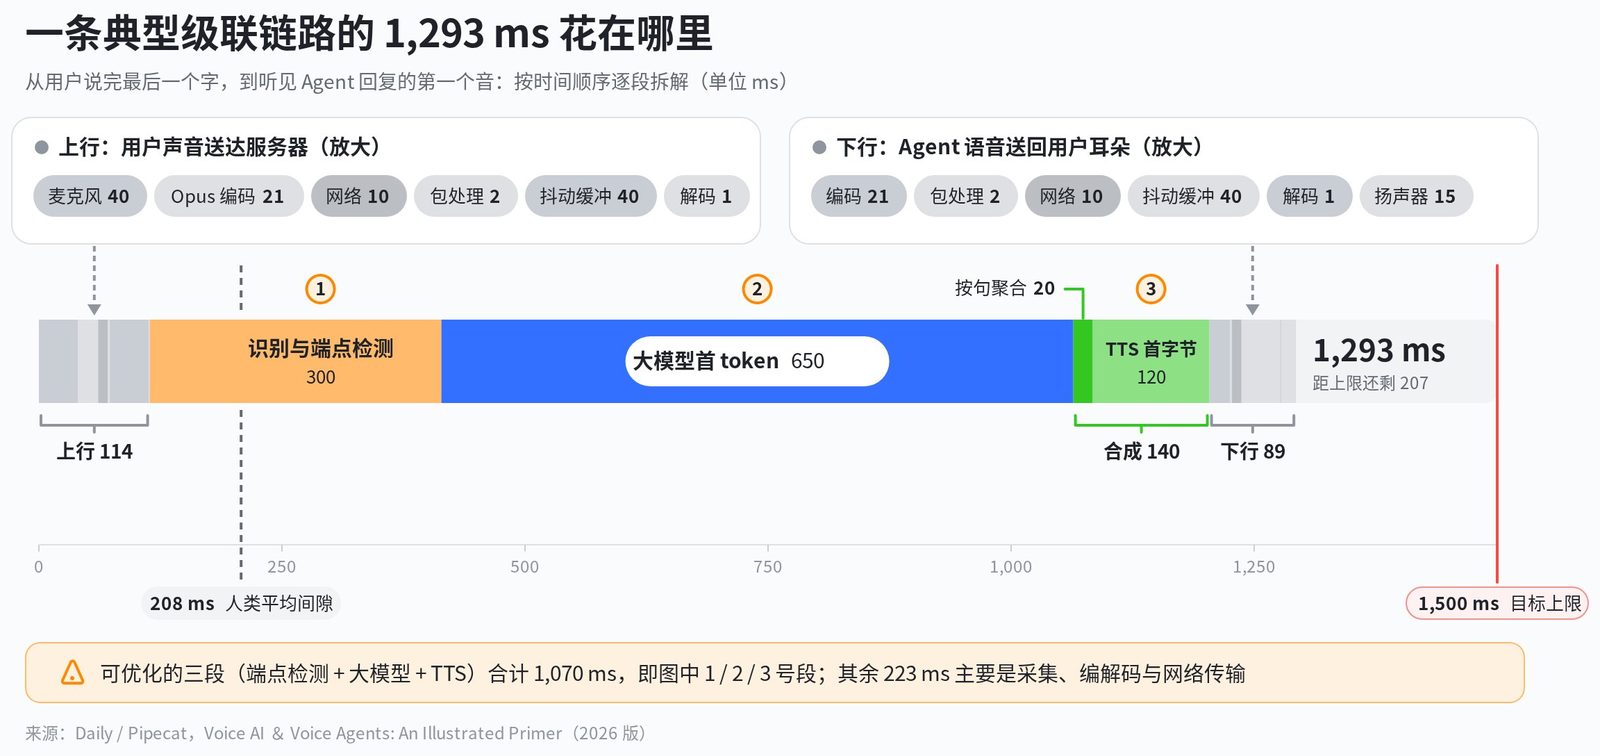 一条典型级联链路的 1,293 ms 花在哪里
从用户说完最后一个字，到听见 Agent 回复的第一个音：按时间顺序逐段拆解（单位 ms）
上行：用户声音送达服务器（放大）
麦克风 40
Opus 编码 21
网络 10
包处理 2
抖动缓冲 40
解码 1
下行：Agent 语音送回用户耳朵（放大）
编码 21
包处理 2
网络 10
抖动缓冲 40
解码 1
扬声器 15
1
2
按句聚合 20
3
识别与端点检测
300
大模型首 token 650
TTS 首字节
120
1,293 ms
距上限还剩 207
上行 114
合成 140
下行 89
0
250
500
750
1,000
1,250
208 ms 人类平均间隙
1,500 ms 目标上限
可优化的三段（端点检测 + 大模型 + TTS）合计 1,070 ms，即图中 1 / 2 / 3 号段；其余 223 ms 主要是采集、编解码与网络传输
来源：Daily / Pipecat，Voice AI & Voice Agents: An Illustrated Primer（2026 版）